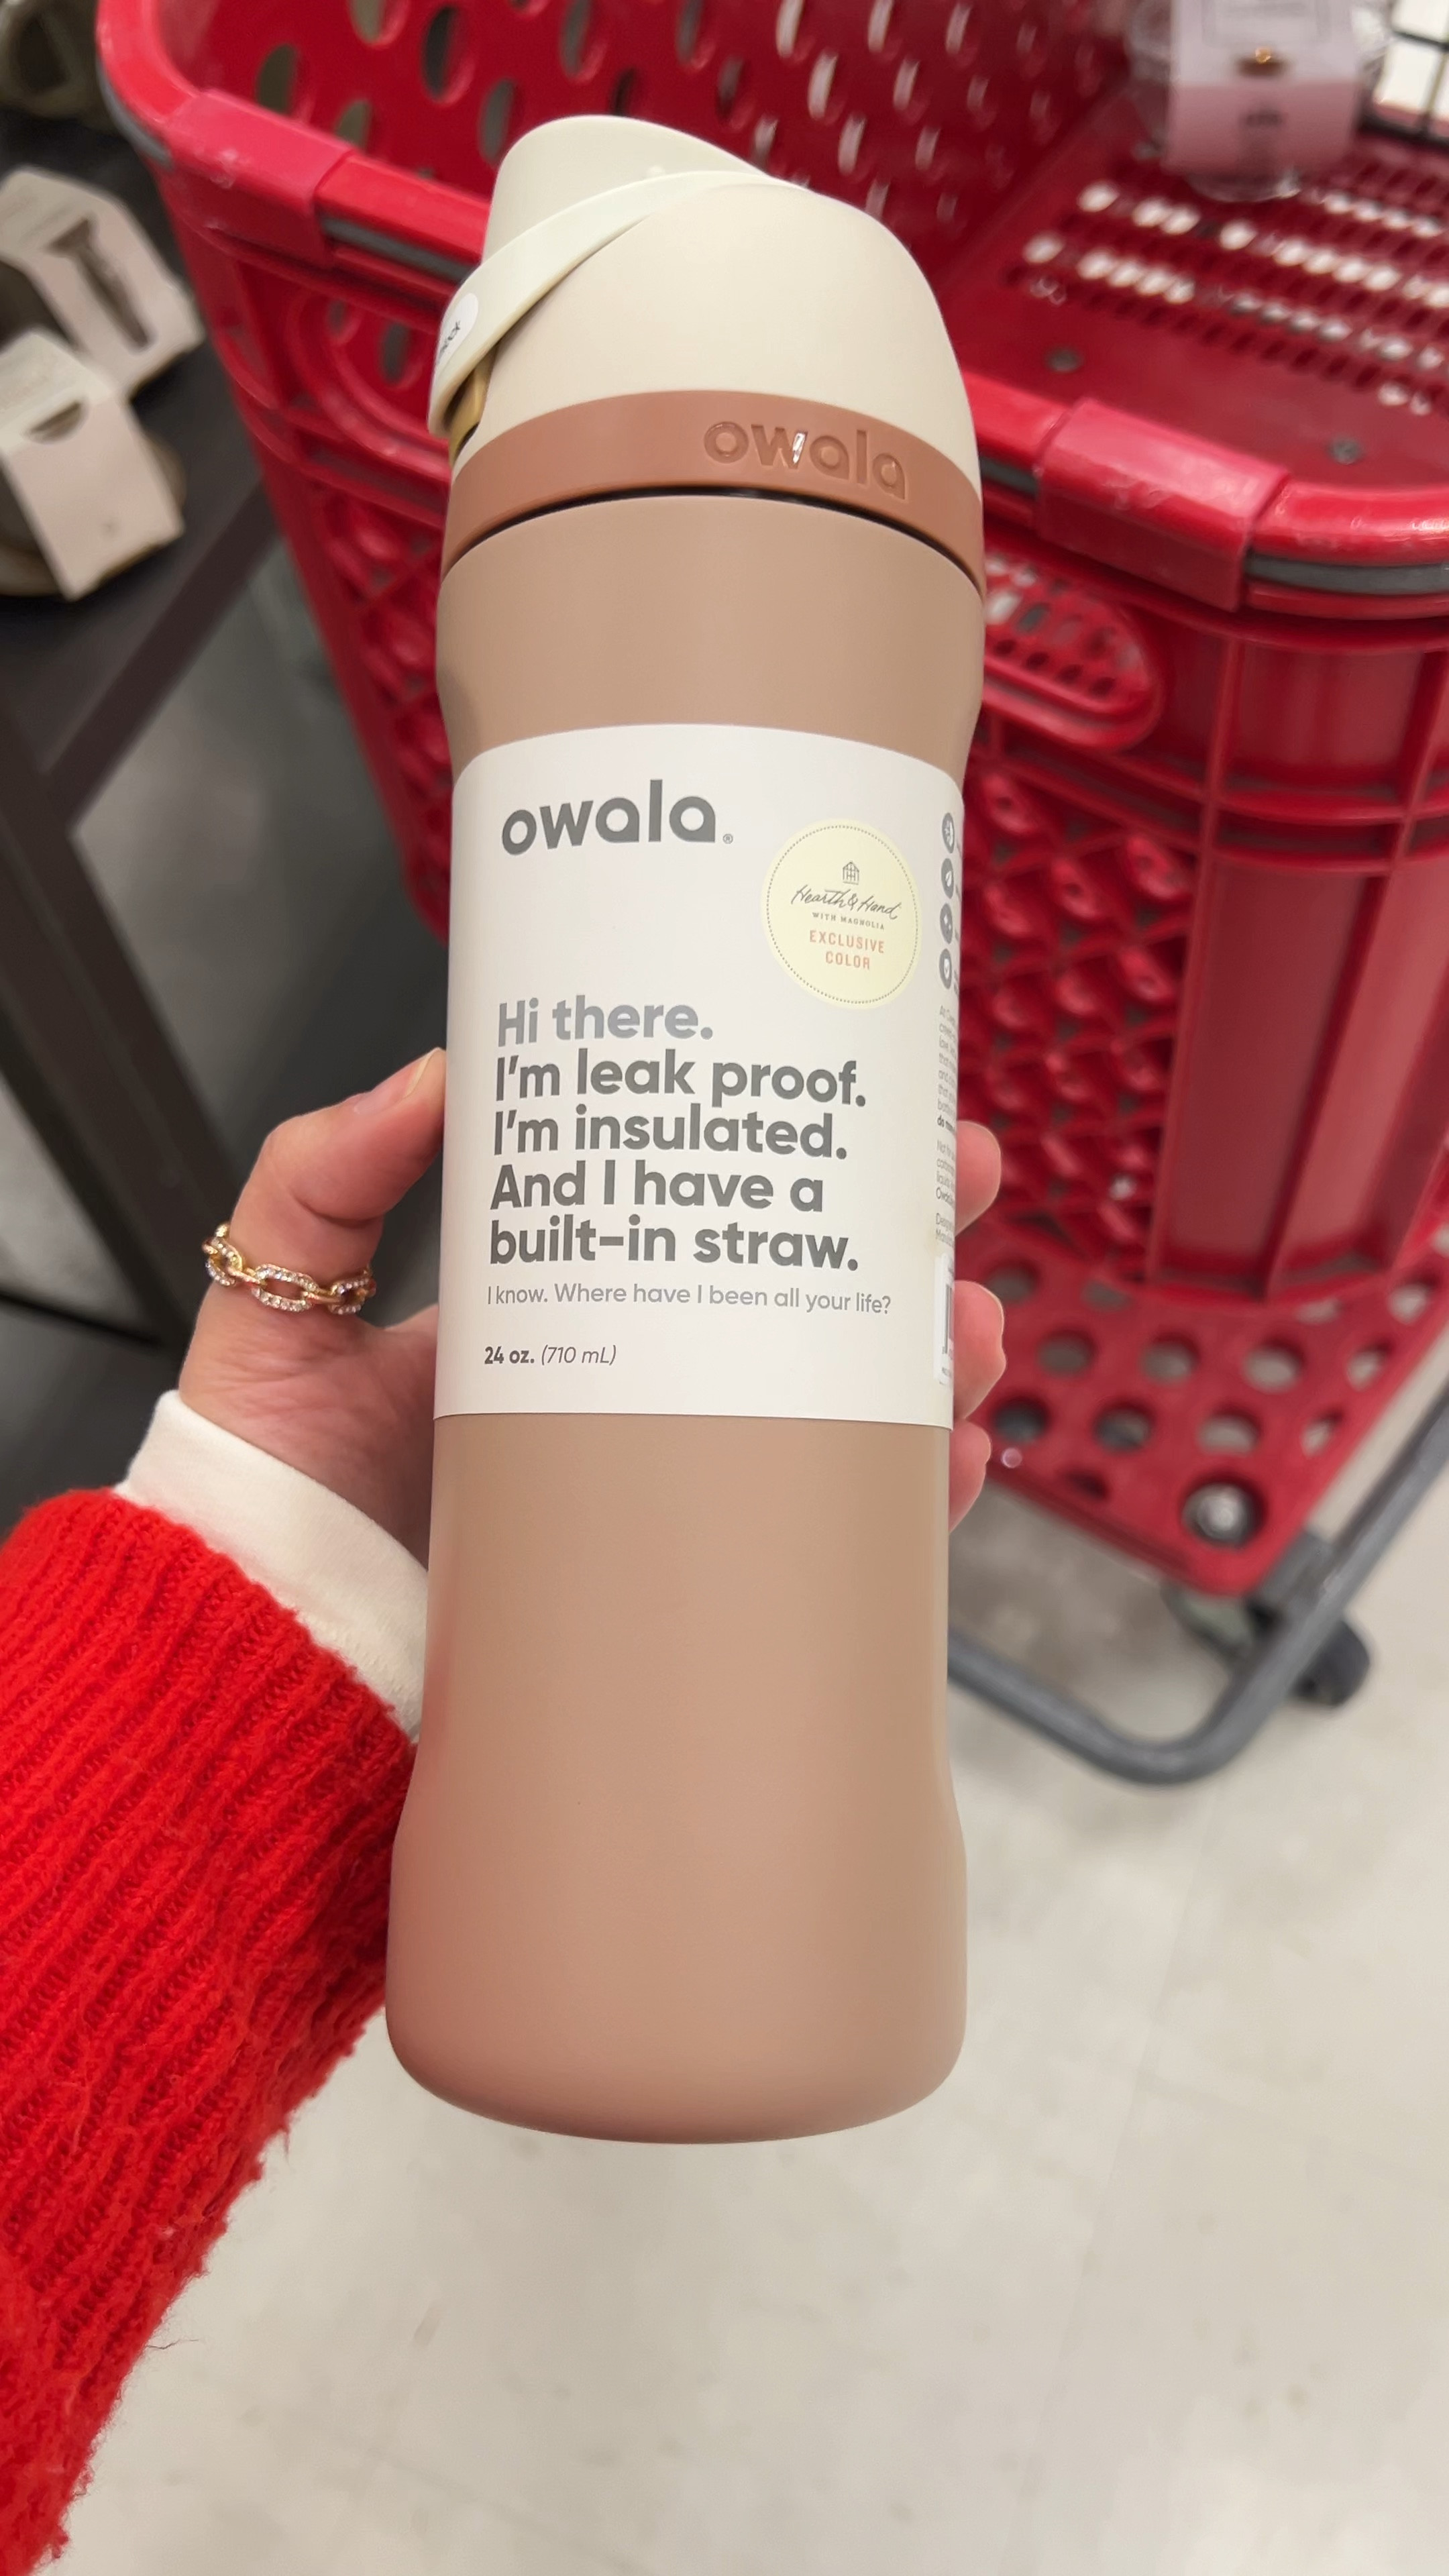 owala
owala®
Hearth & Hand
WITH MAGNOLIA
EXCLUSIVE
COLOR
Hi there.
I'm leak proof.
I'm insulated.
And I have a
built-in straw.
I know. Where have I been all your life?
24 oz. (710 mL)